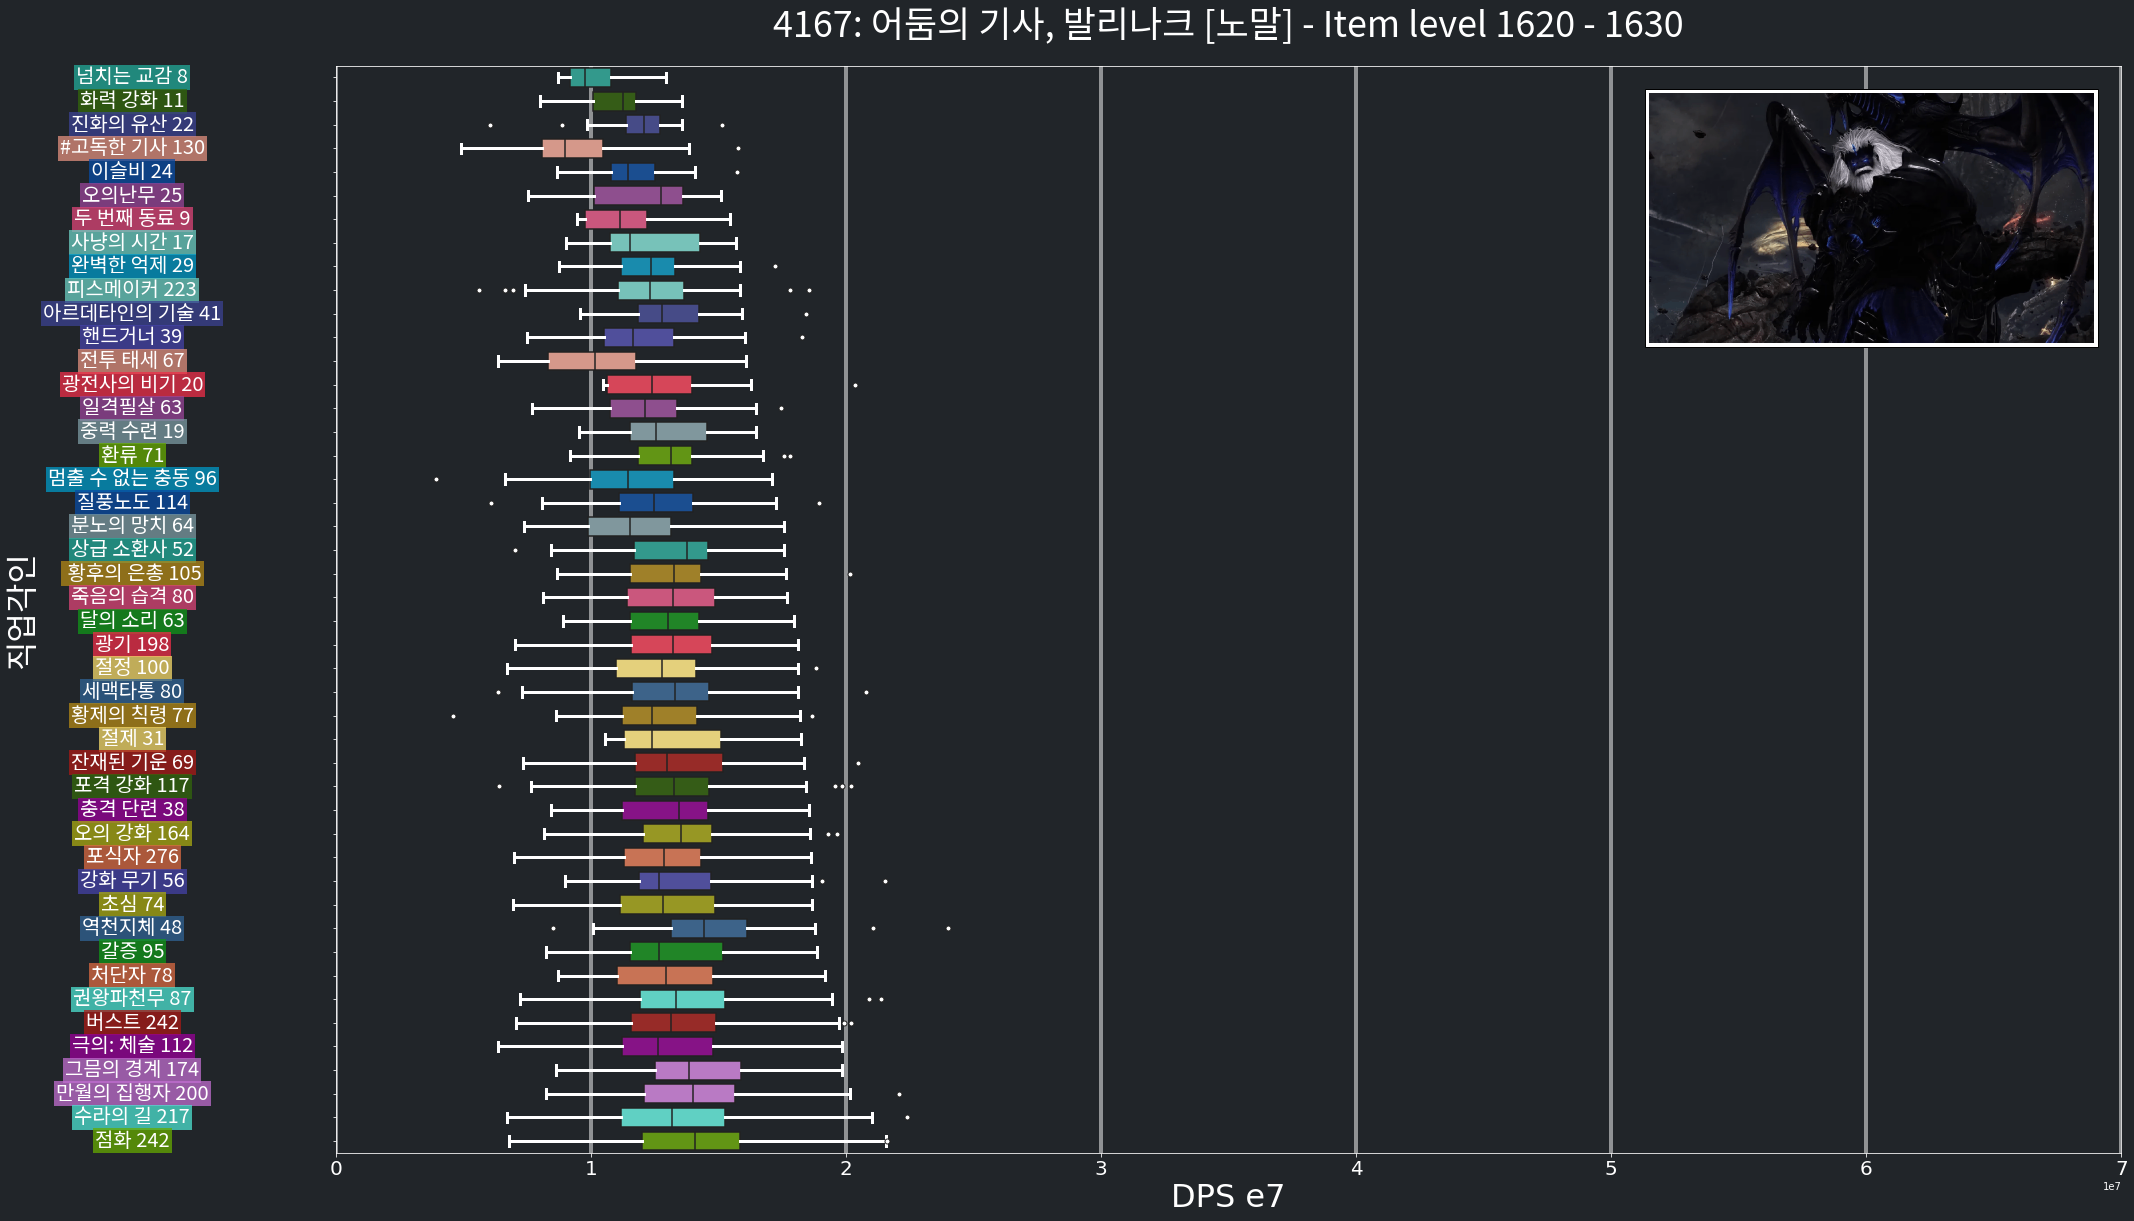 4167: 어둠의 기사, 발리나크 [노말] - Item level 1620 - 1630
직업각인
넘치는 교감 8
화력 강화 11
진화의 유산 22
#고독한 기사 130
이슬비 24
오의난무 25
두 번째 동료 9
사냥의 시간 17
완벽한 억제 29
피스메이커 223
아르데타인의 기술 41
핸드거너 39
전투 태세 67
광전사의 비기 20
일격필살 63
중력 수련 19
환류 71
멈출 수 없는 충동 96
질풍노도 114
분노의 망치 64
상급 소환사 52
황후의 은총 105
죽음의 습격 80
달의 소리 63
광기 198
절정 100
세맥타통 80
황제의 칙령 77
절제 31
잔재된 기운 69
포격 강화 117
충격 단련 38
오의 강화 164
포식자 276
강화 무기 56
초심 74
역천지체 48
갈증 95
처단자 78
권왕파천무 87
버스트 242
극의: 체술 112
그믐의 경계 174
만월의 집행자 200
수라의 길 217
점화 242
0 1 2 3 4 5 6 7
1e7
DPS e7